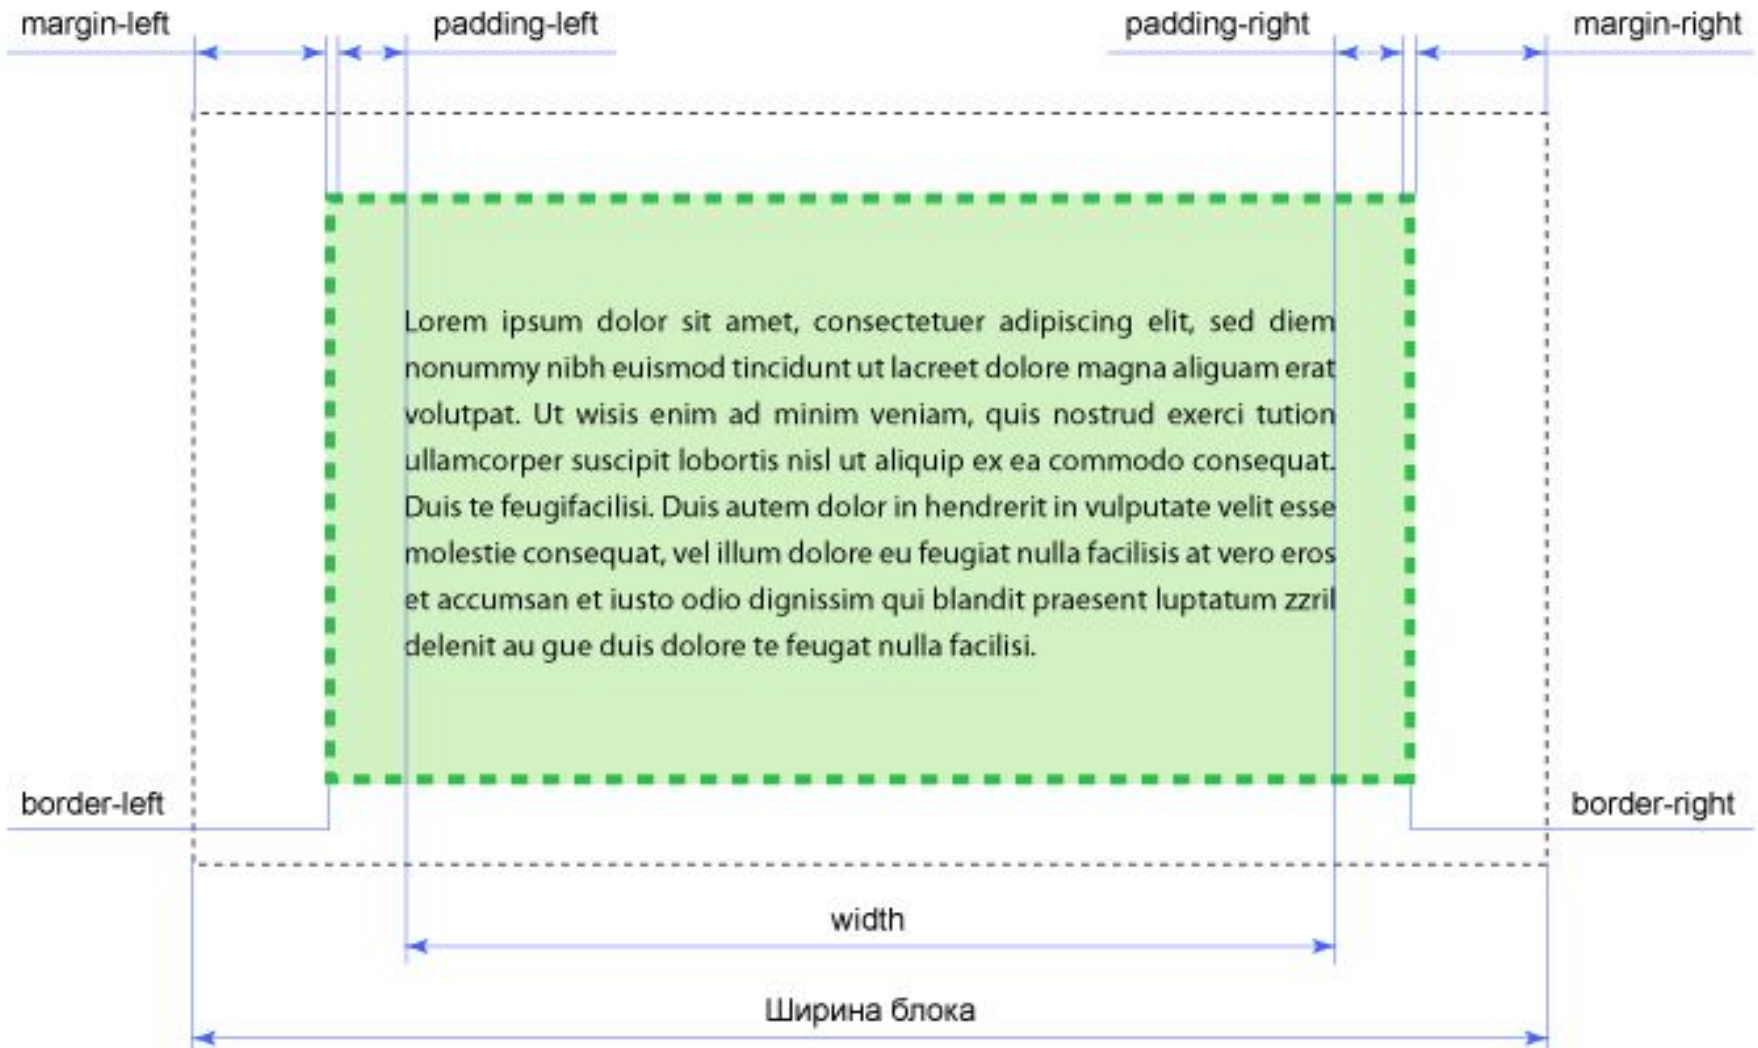 margin-left
padding-left
padding-right
margin-right
Lorem ipsum dolor sit amet, consectetuer adipiscing elit, sed diem
nonummy nibh euismod tincidunt ut lacreet dolore magna aliguam erat
volutpat. Ut wisis enim ad minim veniam, quis nostrud exerci tution
ullamcorper suscipit lobortis nisl ut aliquip ex ea commodo consequat.
Duis te feugifacilisi. Duis autem dolor in hendrerit in vulputate velit esse
molestie consequat, vel illum dolore eu feugiat nulla facilisis at vero eros
et accumsan et iusto odio dignissim qui blandit praesent luptatum zzril
delenit au gue duis dolore te feugat nulla facilisi.
border-left
border-right
width
Ширина блока